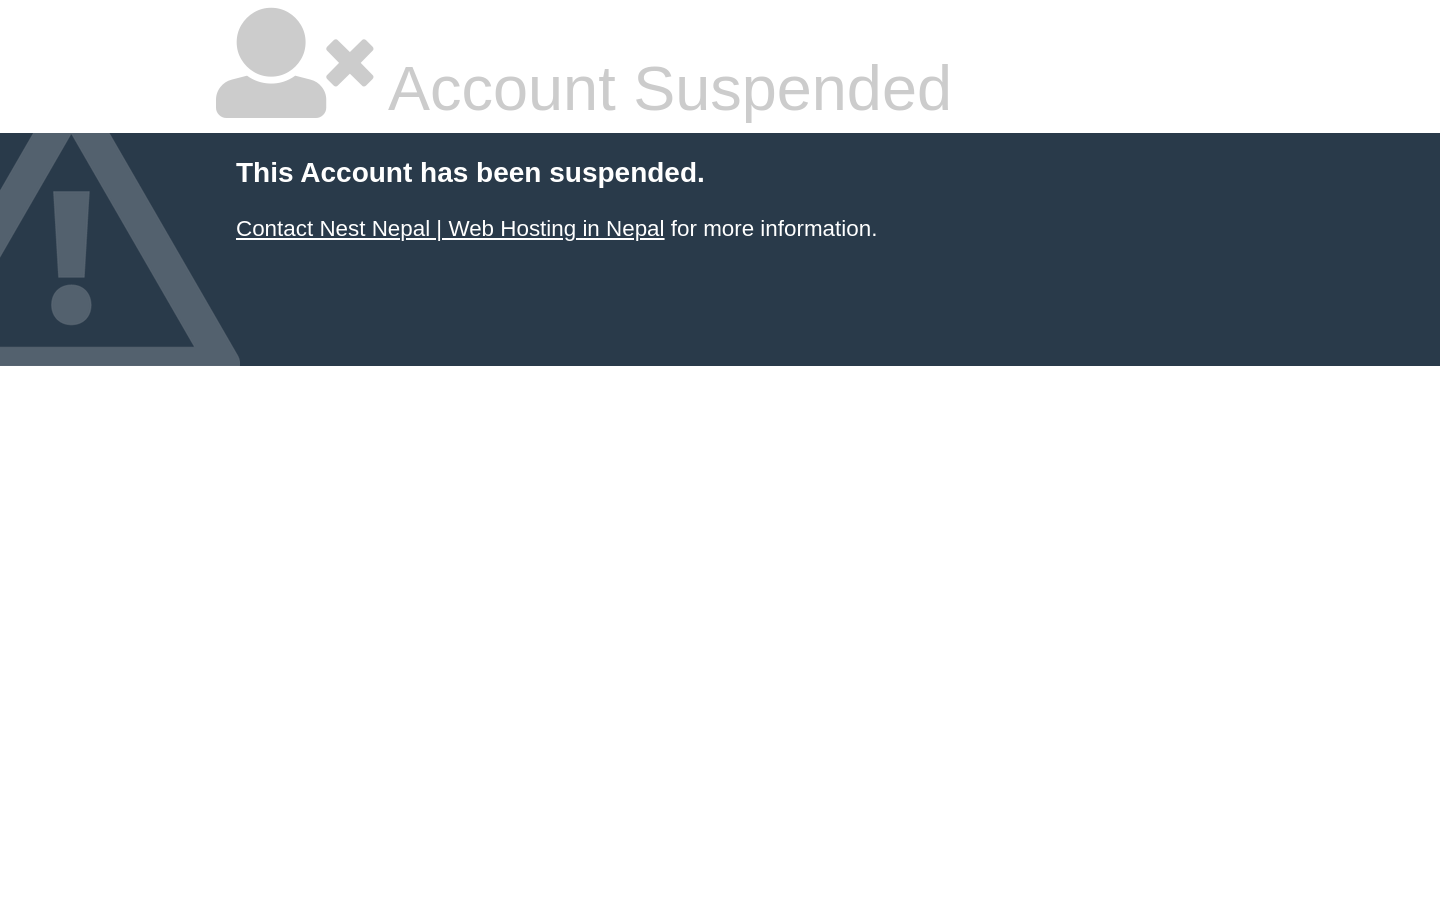 Account Suspended
This Account has been suspended.
Contact Nest Nepal | Web Hosting in Nepal for more information.